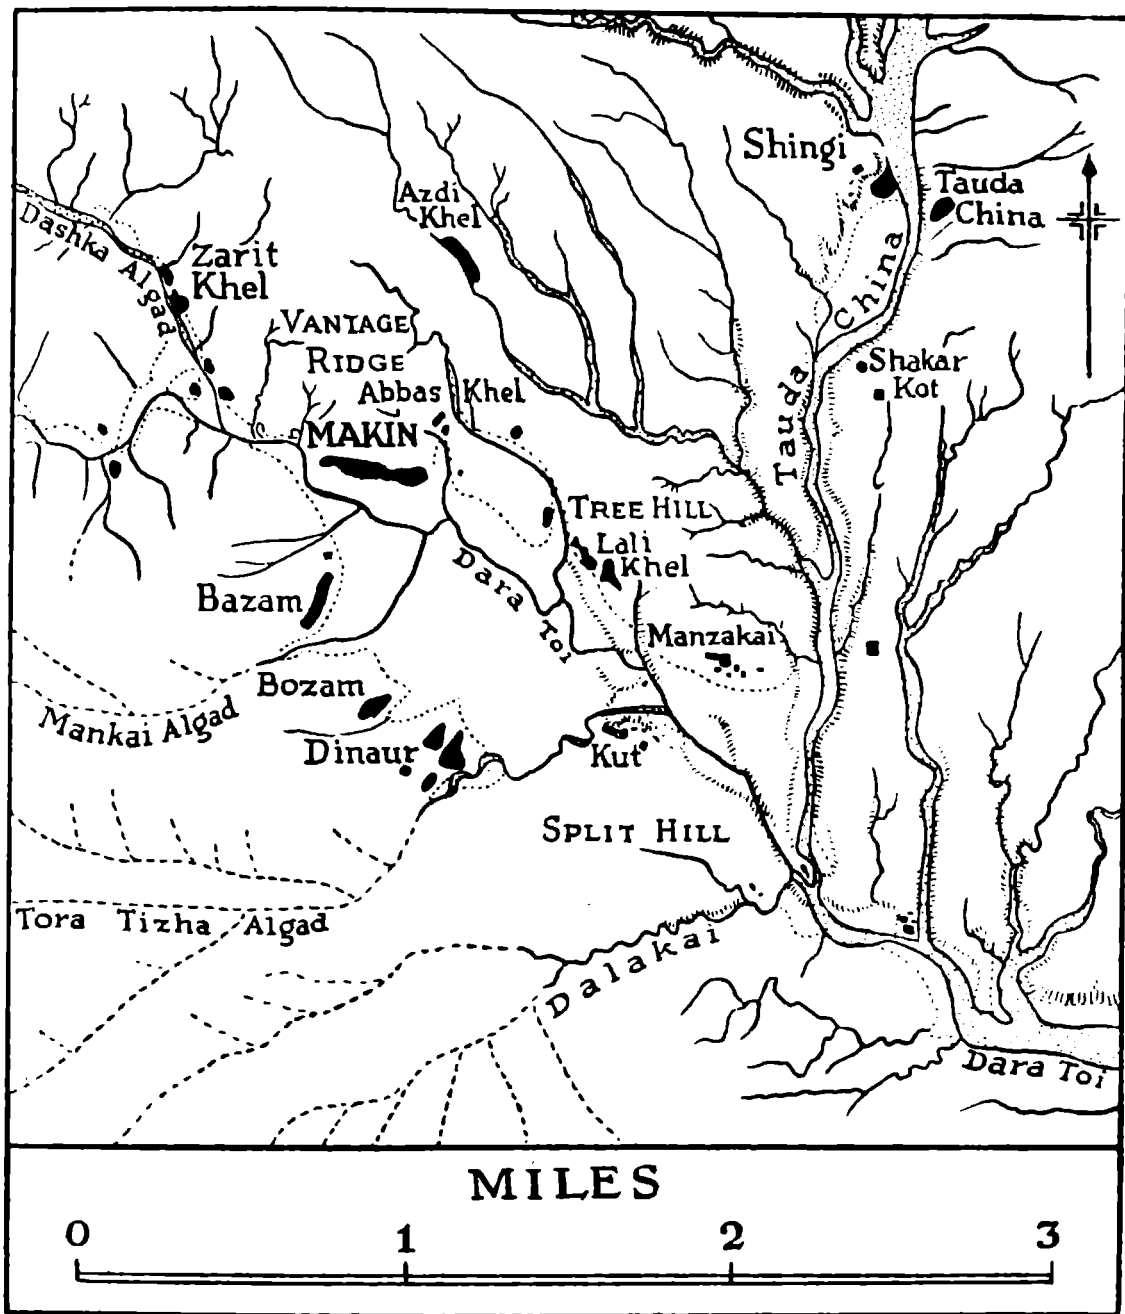 Shingi
Azdi
Khel
Tauda
China
Dashka Algad
Zarit
Khel
China
Tauda
VANTAGE
RIDGE
Shakar
Kot
Abbas Khel
MAKIN
TREE HILL
Lali
Khel
Dara Toi
Bazam
Manzakai
Bozam
Mankai Algad
Dinaur
Kut
SPLIT HILL
Tora Tizha Algad
Dalakai
Dara Toi
MILES
0 1 2 3